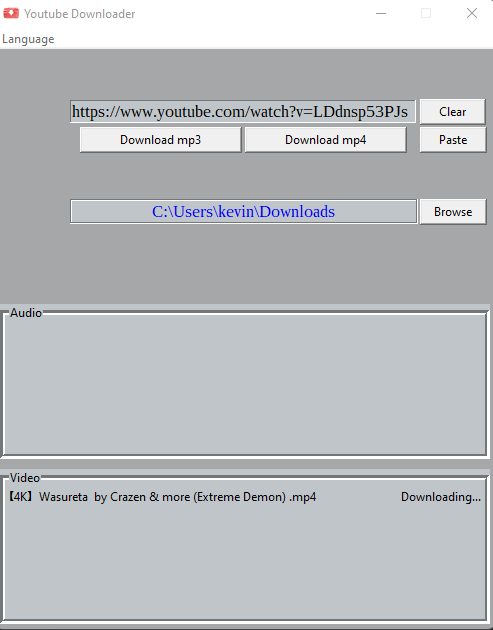 Youtube Downloader
Language
https://www.youtube.com/watch?v=LDdnsp53PJs
Clear
Download mp3
Download mp4
Paste
C:\Users\kevin\Downloads
Browse
Audio
Video
【4K】Wasureta  by Crazen & more (Extreme Demon) .mp4
Downloading...